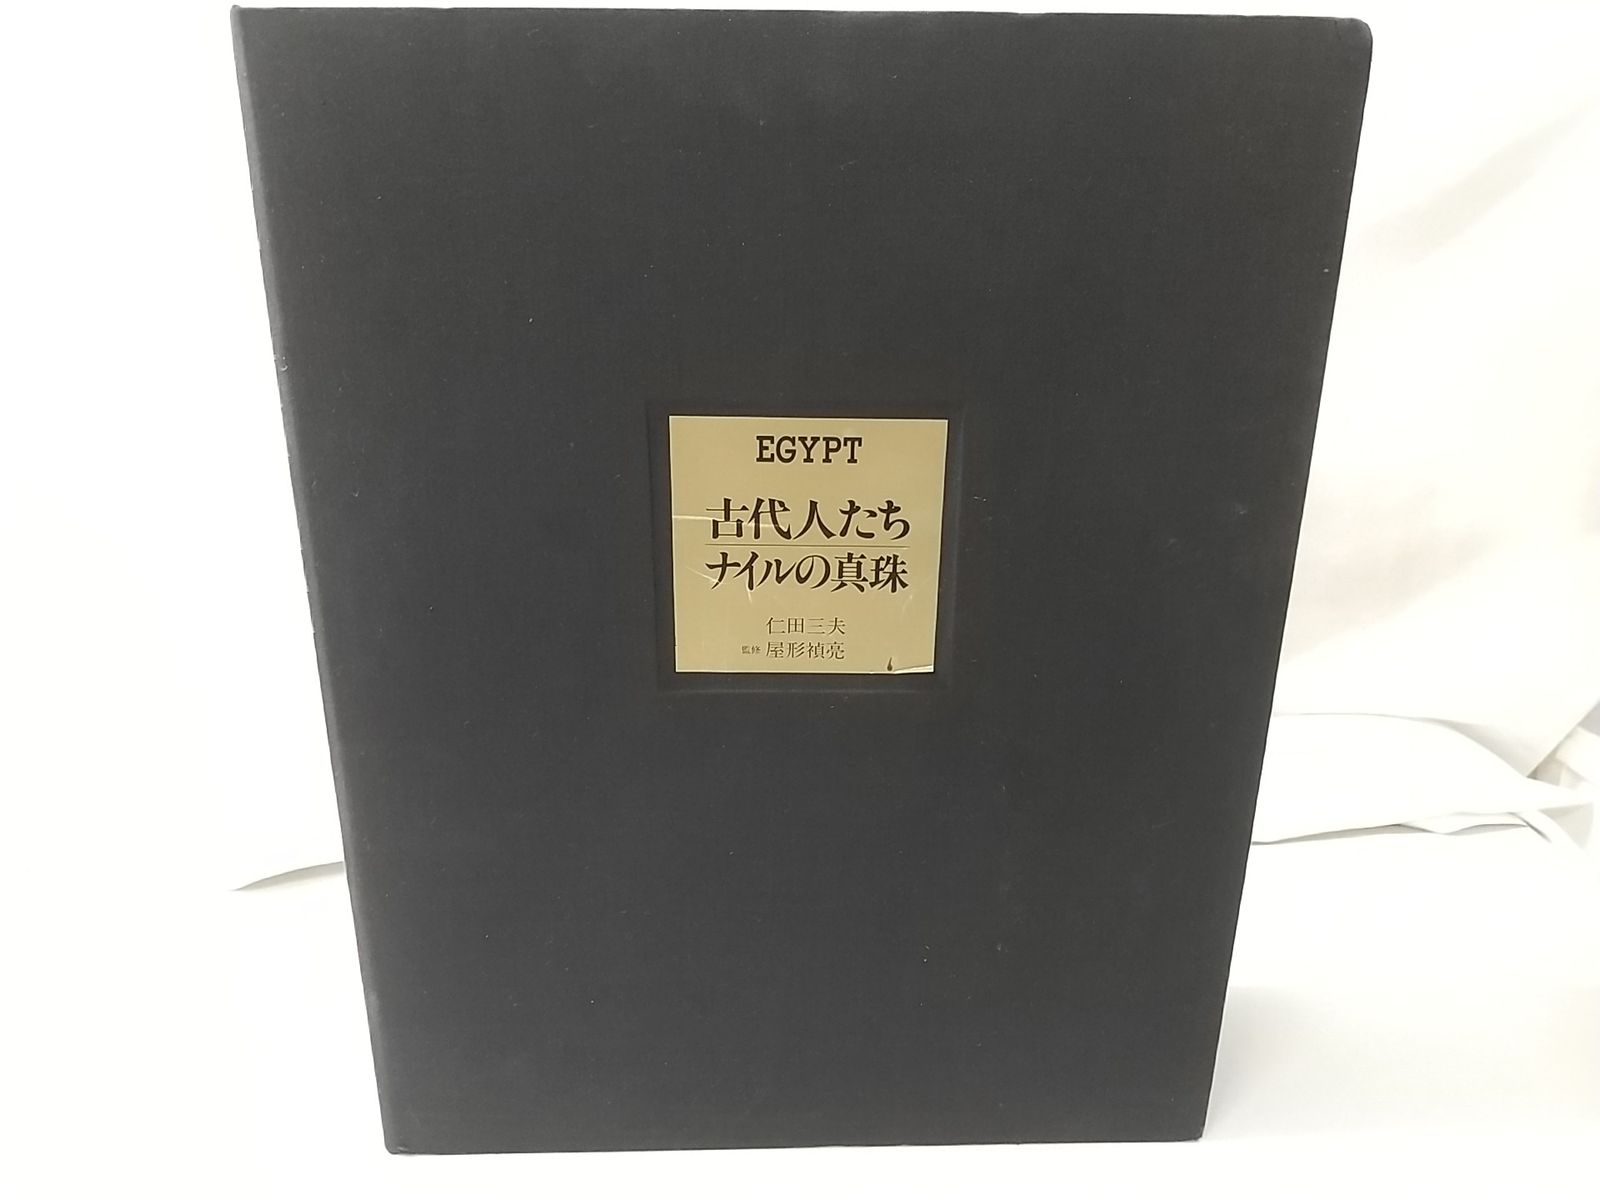 EGYPT
古代人たち
ナイルの真珠
仁田三夫
監修 屋形禎亮